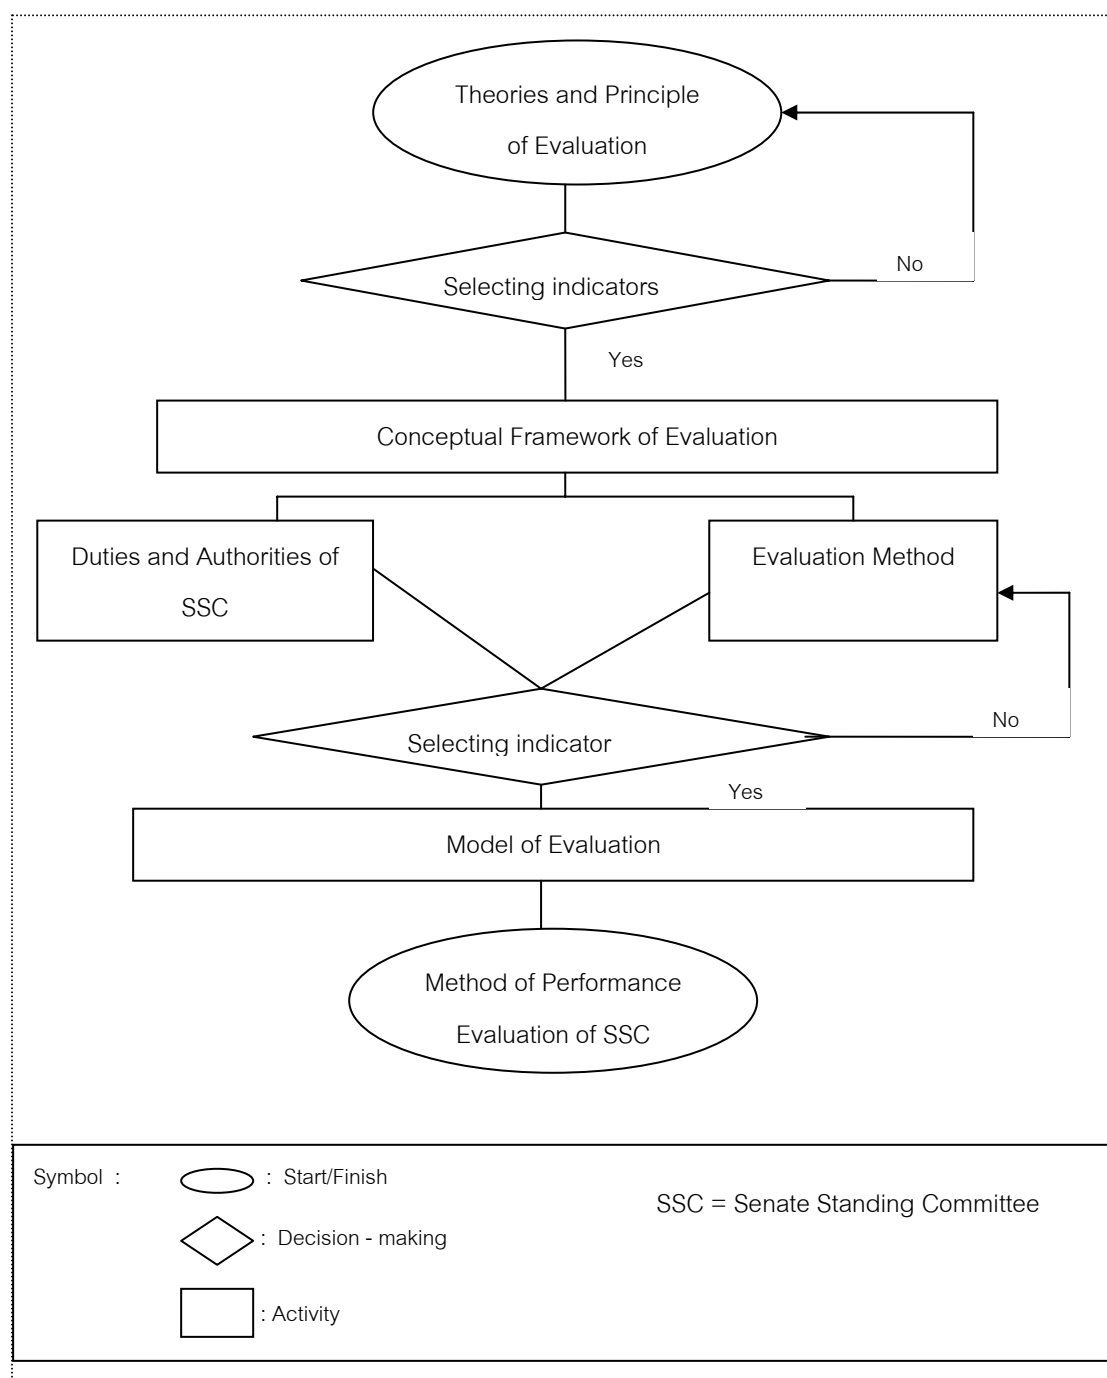 Theories and Principle
of Evaluation
No
Selecting indicators
Yes
Conceptual Framework of Evaluation
Duties and Authorities of
SSC
Evaluation Method
No
Selecting indicator
Yes
Model of Evaluation
Method of Performance
Evaluation of SSC
Symbol :
: Start/Finish
SSC = Senate Standing Committee
: Decision - making
: Activity